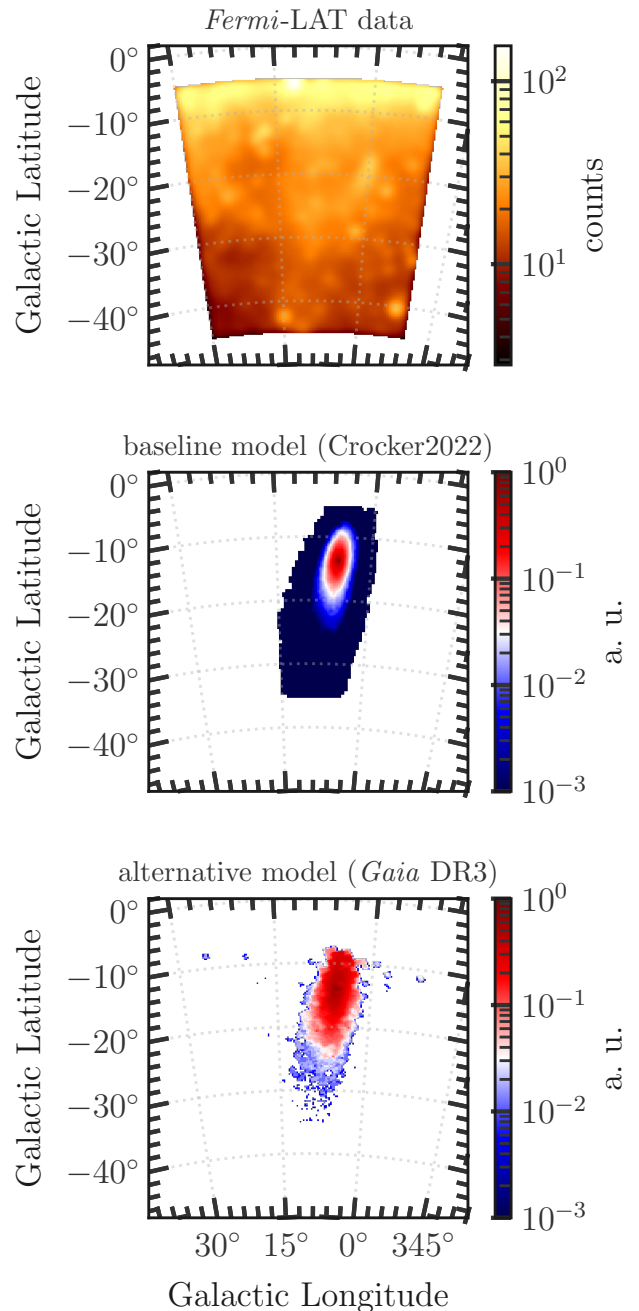 Fermi-LAT data
0°
−10°
−20°
−30°
−40°
Galactic Latitude
10²
10¹
counts
baseline model (Crocker2022)
0°
−10°
−20°
−30°
−40°
Galactic Latitude
10⁰
10⁻¹
10⁻²
10⁻³
a. u.
alternative model (Gaia DR3)
0°
−10°
−20°
−30°
−40°
Galactic Latitude
10⁰
10⁻¹
10⁻²
10⁻³
a. u.
30° 15° 0° 345°
Galactic Longitude